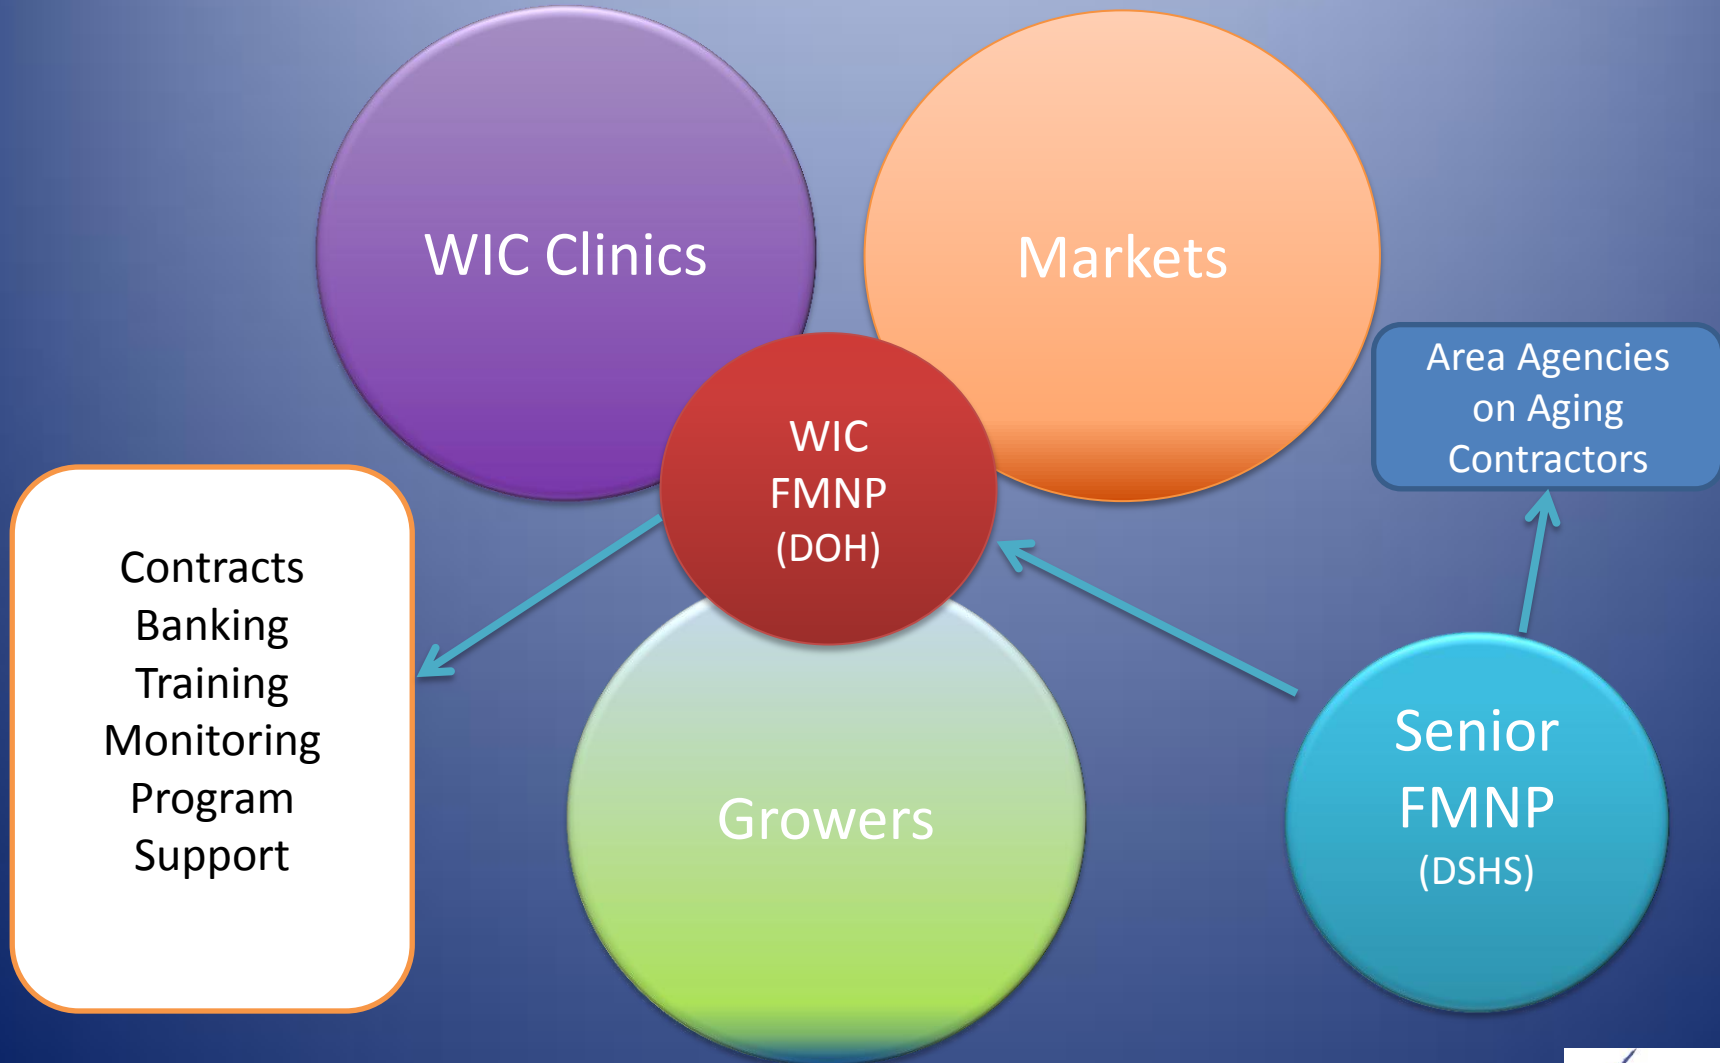 WIC Clinics
Markets
Area Agencies
on Aging
Contractors
WIC
FMNP
(DOH)
Contracts
Banking
Training
Monitoring
Program
Support
Growers
Senior
FMNP
(DSHS)